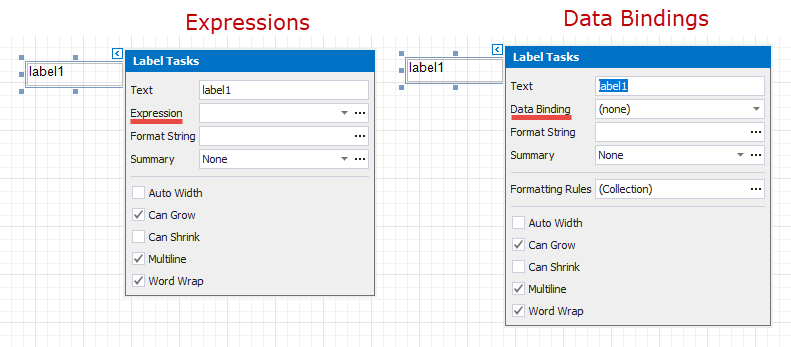 Expressions
label1
Label Tasks
Text label1
Expression
Format String
Summary None
Auto Width
Can Grow
Can Shrink
Multiline
Word Wrap
Data Bindings
label1
Label Tasks
Text label1
Data Binding (none)
Format String
Summary None
Formatting Rules (Collection)
Auto Width
Can Grow
Can Shrink
Multiline
Word Wrap